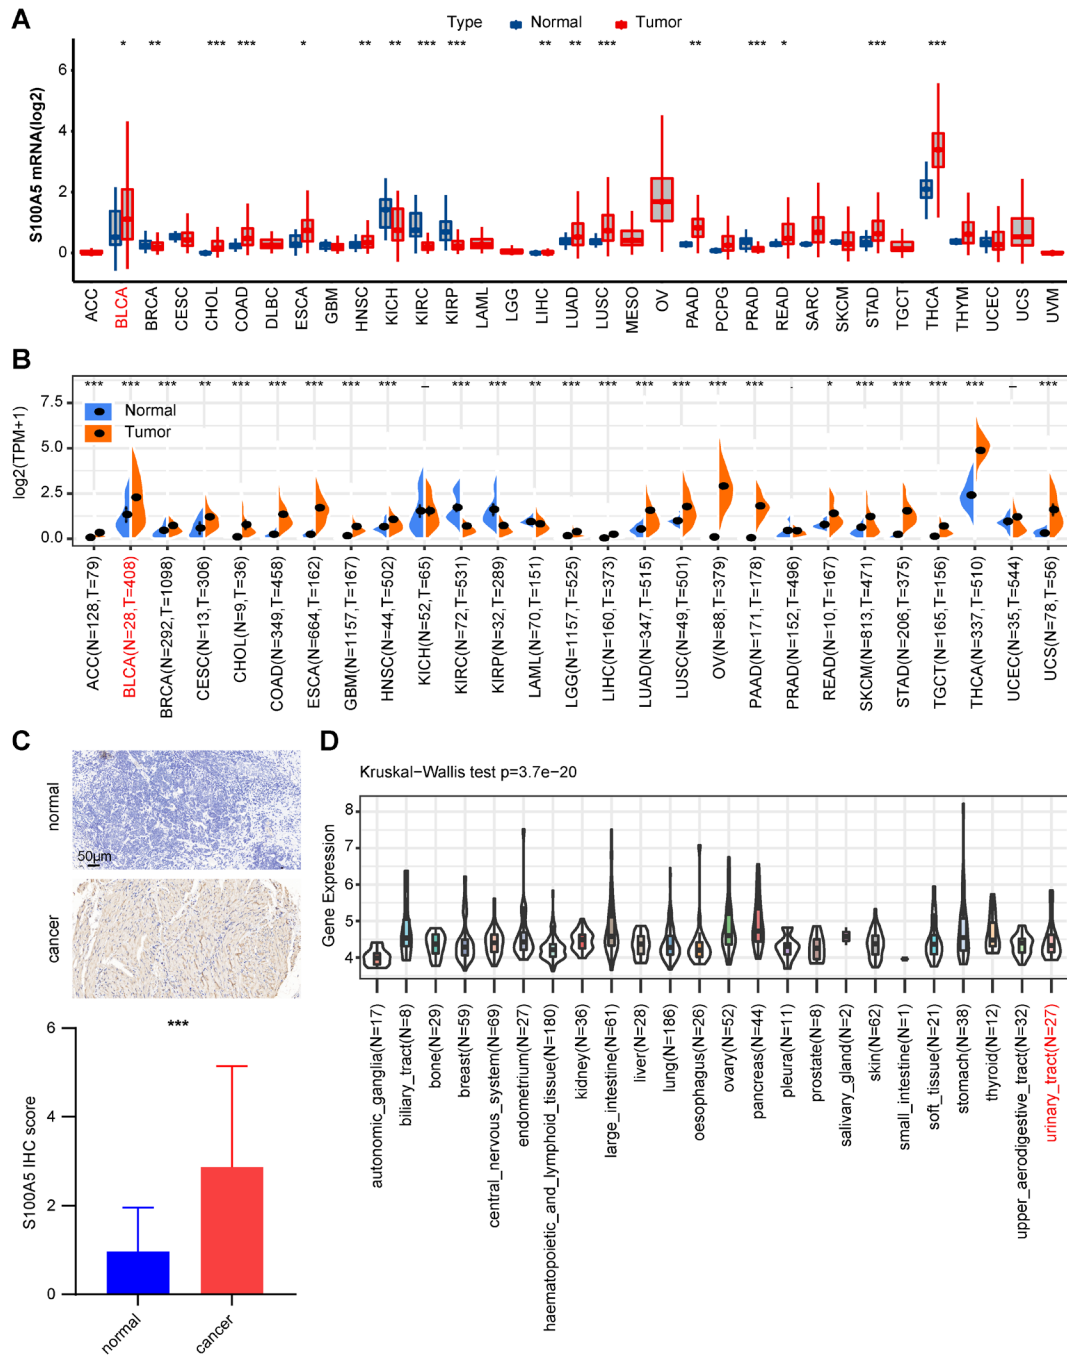 A
Type Normal Tumor
* ** *** *** * ** ** *** *** ** ** *** ** *** * *** ***
S100A5 mRNA(log2)
6
4
2
0
ACC
BLCA
BRCA
CESC
CHOL
COAD
DLBC
ESCA
GBM
HNSC
KICH
KIRC
KIRP
LAML
LGG
LIHC
LUAD
LUSC
MESO
OV
PAAD
PCPG
PRAD
READ
SARC
SKCM
STAD
TGCT
THCA
THYM
UCEC
UCS
UVM
B
*** *** *** ** *** *** *** *** *** – *** *** ** *** *** *** *** *** *** - * *** *** *** *** – ***
log2(TPM+1)
7.5
5.0
2.5
0.0
Normal
Tumor
ACC(N=128,T=79)
BLCA(N=28,T=408)
BRCA(N=292,T=1098)
CESC(N=13,T=306)
CHOL(N=9,T=36)
COAD(N=349,T=458)
ESCA(N=664,T=162)
GBM(N=1157,T=167)
HNSC(N=44,T=502)
KICH(N=52,T=65)
KIRC(N=72,T=531)
KIRP(N=32,T=289)
LAML(N=70,T=151)
LGG(N=1157,T=525)
LIHC(N=160,T=373)
LUAD(N=347,T=515)
LUSC(N=49,T=501)
OV(N=88,T=379)
PAAD(N=171,T=178)
PRAD(N=152,T=496)
READ(N=10,T=167)
SKCM(N=813,T=471)
STAD(N=206,T=375)
TGCT(N=165,T=156)
THCA(N=337,T=510)
UCEC(N=35,T=544)
UCS(N=78,T=56)
C
normal
50μm
cancer
***
S100A5 IHC score
6
4
2
0
normal
cancer
D
Kruskal–Wallis test p=3.7e–20
Gene Expression
8
7
6
5
4
autonomic_ganglia(N=17)
biliary_tract(N=8)
bone(N=29)
breast(N=59)
central_nervous_system(N=69)
endometrium(N=27)
haematopoietic_and_lymphoid_tissue(N=180)
kidney(N=36)
large_intestine(N=61)
liver(N=28)
lung(N=186)
oesophagus(N=26)
ovary(N=52)
pancreas(N=44)
pleura(N=11)
prostate(N=8)
salivary_gland(N=2)
skin(N=62)
small_intestine(N=1)
soft_tissue(N=21)
stomach(N=38)
thyroid(N=12)
upper_aerodigestive_tract(N=32)
urinary_tract(N=27)